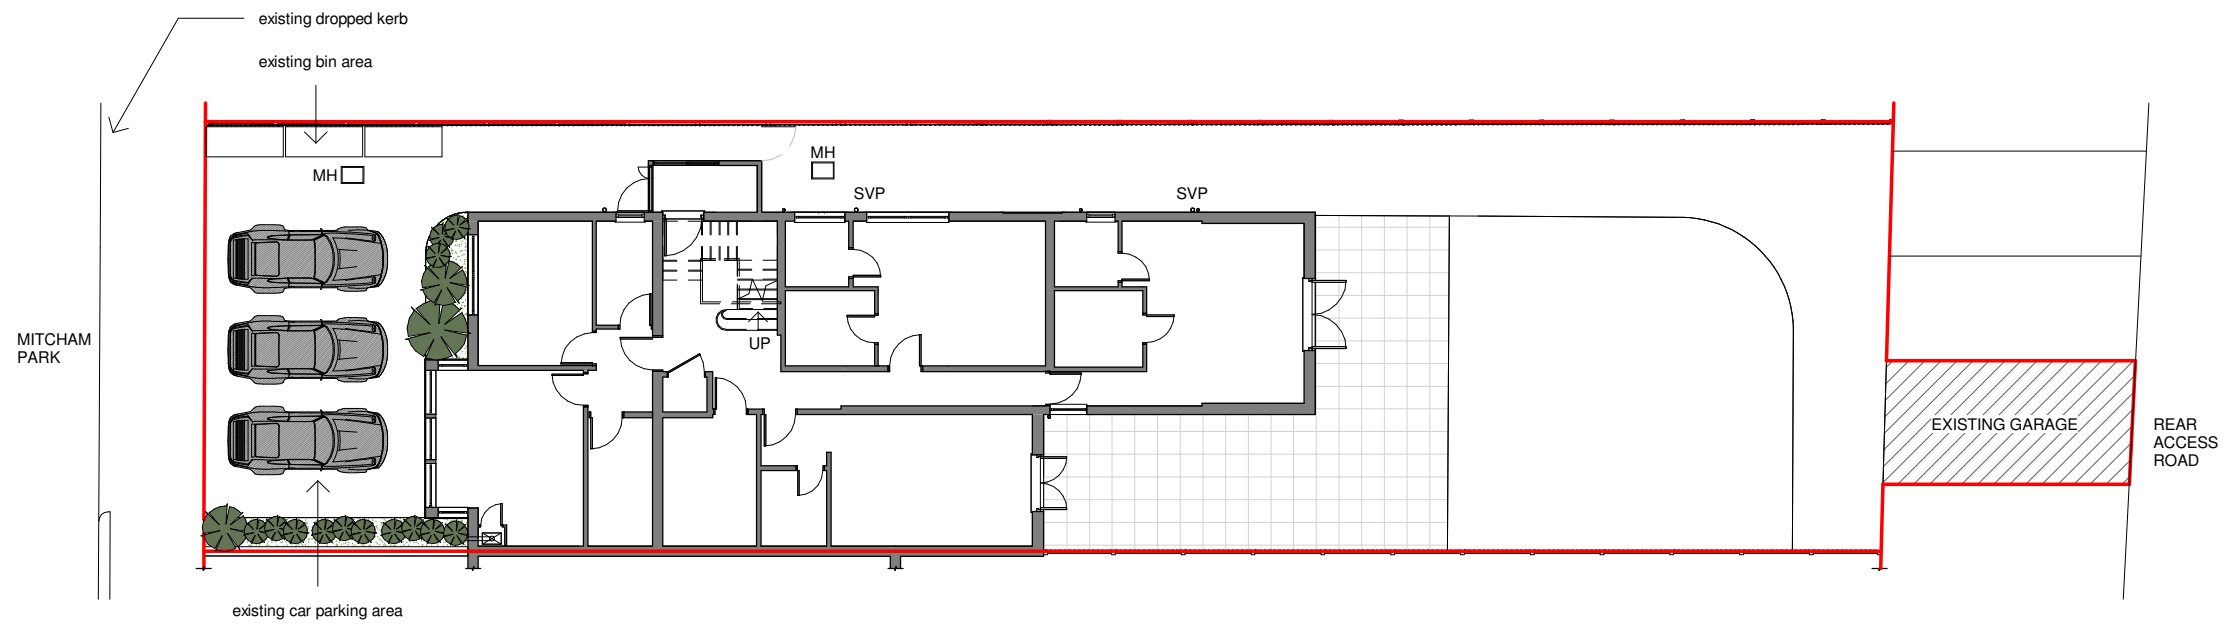 existing dropped kerb
existing bin area
MH
MH
SVP
SVP
UP
MITCHAM
PARK
EXISTING GARAGE
REAR
ACCESS
ROAD
existing car parking area